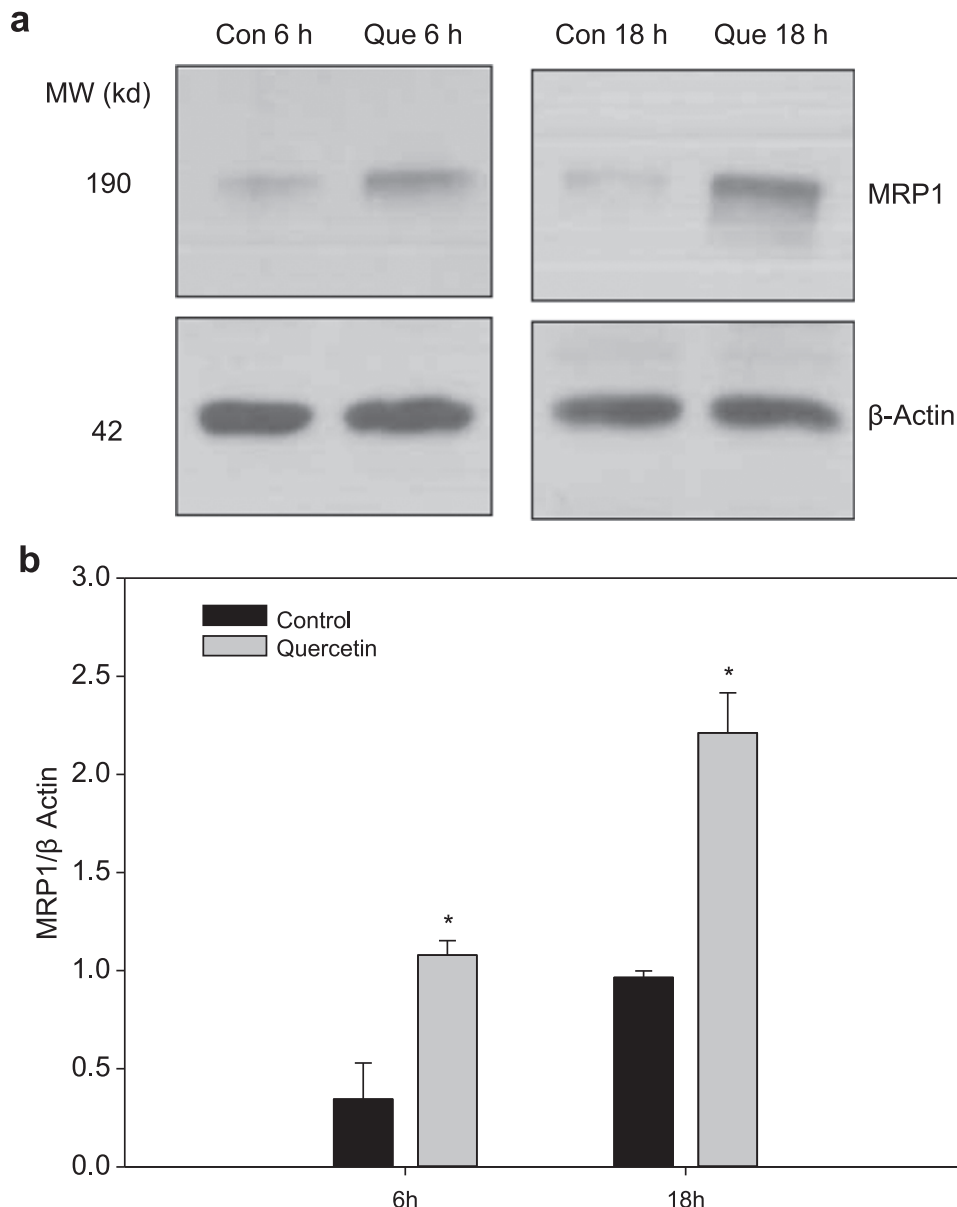 a
Con 6 h Que 6 h Con 18 h Que 18 h
MW (kd)
190
MRP1
42
β-Actin
b
3.0
Control
Quercetin
2.5
*
2.0
MRP1/β Actin
1.5
*
1.0
0.5
0.0
6h 18h